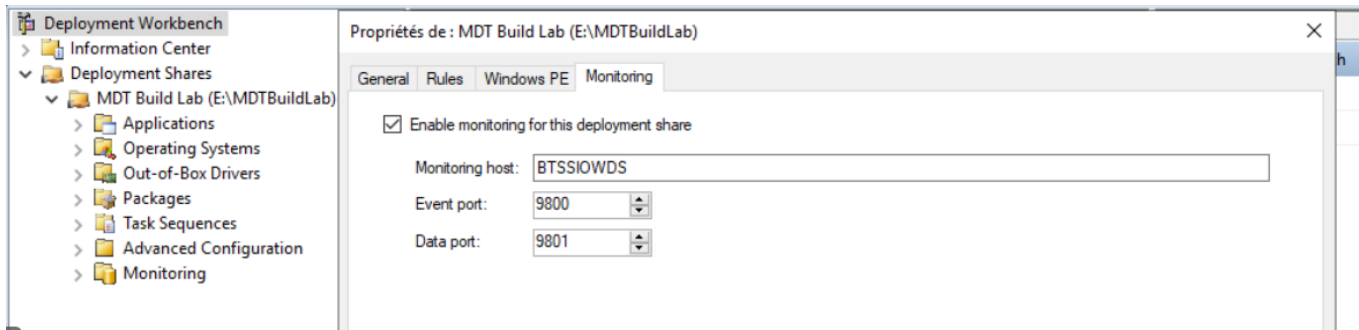 Deployment Workbench
Information Center
Deployment Shares
MDT Build Lab (E:\MDTBuildLab)
Applications
Operating Systems
Out-of-Box Drivers
Packages
Task Sequences
Advanced Configuration
Monitoring
Propriétés de : MDT Build Lab (E:\MDTBuildLab)
General Rules Windows PE Monitoring
Enable monitoring for this deployment share
Monitoring host: BTSSIOWDS
Event port: 9800
Data port: 9801
h